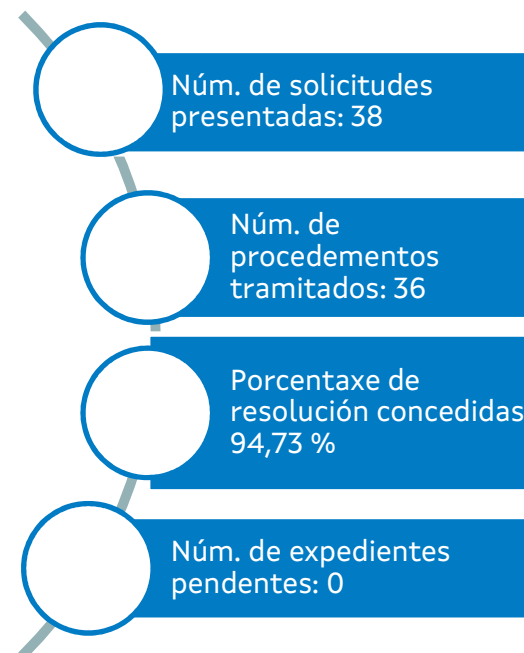 Núm. de solicitudes
presentadas: 38
Núm. de
procedementos
tramitados: 36
Porcentaxe de
resolución concedidas
94,73 %
Núm. de expedientes
pendentes: 0